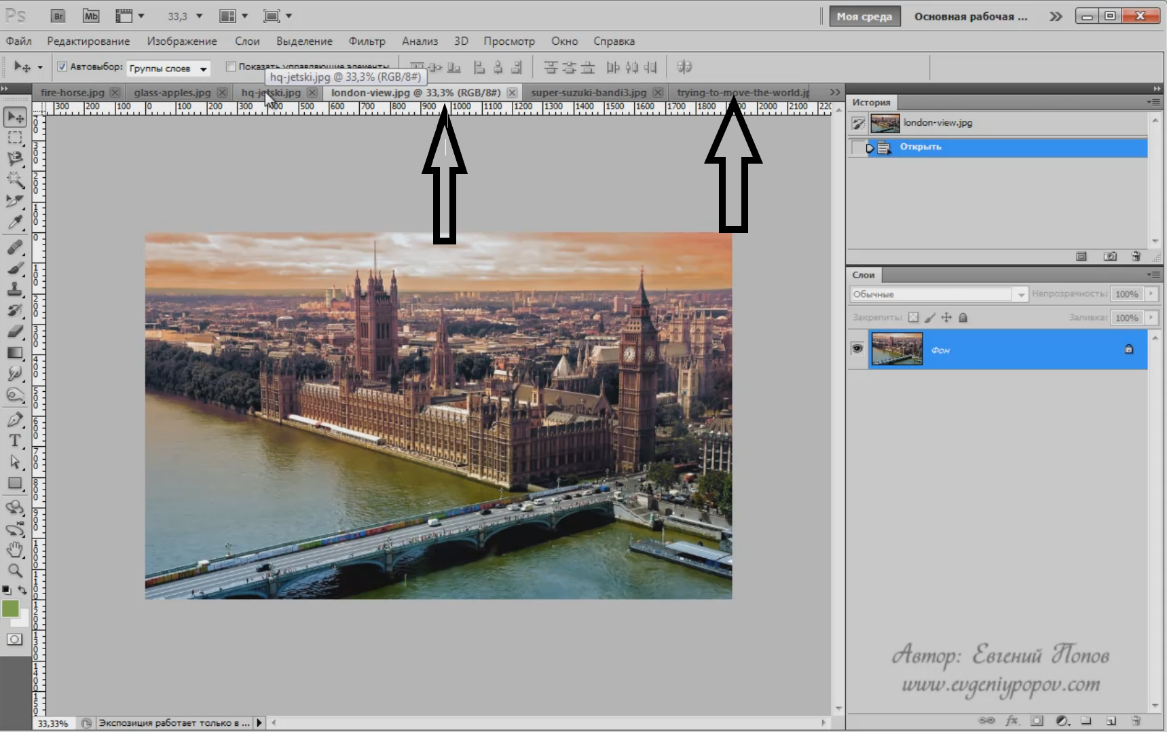 Ps Br Mb 33,3 Моя среда Основная рабочая ...
Файл Редактирование Изображение Слои Выделение Фильтр Анализ 3D Просмотр Окно Справка
Автовыбор: Группы слоев Показать управляющие элементы
hq-jetski.jpg @ 33,3% (RGB/8#)
fire-horse.jpg glass-apples.jpg hq-jetski.jpg london-view.jpg @ 33,3% (RGB/8#) super-suzuki-bandi3.jpg trying-to-move-the-world.jp
300 200 100 0 100 200 300 400 500 600 700 800 900 1000 1100 1200 1300 1400 1500 1600 1700 1800 1900 2000 2100 220
История
london-view.jpg
Открыть
Слои
Обычные Непрозрачность: 100%
Закрепить: Заливка: 100%
Фон
Автор: Евгений Попов
www.evgeniypopov.com
33,33% Экспозиция работает только в ... fx